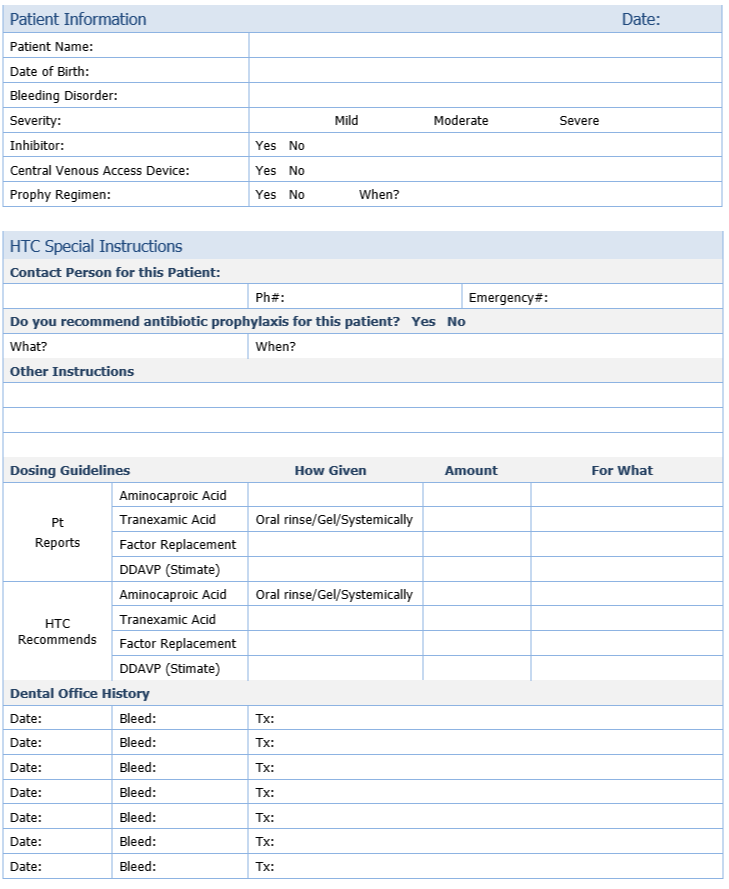 Patient Information Date:
Patient Name:
Date of Birth:
Bleeding Disorder:
Severity: Mild Moderate Severe
Inhibitor: Yes No
Central Venous Access Device: Yes No
Prophy Regimen: Yes No When?
HTC Special Instructions
Contact Person for this Patient:
Ph#: Emergency#:
Do you recommend antibiotic prophylaxis for this patient? Yes No
What? When?
Other Instructions
Dosing Guidelines How Given Amount For What
Pt
Reports
Aminocaproic Acid
Tranexamic Acid Oral rinse/Gel/Systemically
Factor Replacement
DDAVP (Stimate)
HTC
Recommends
Aminocaproic Acid Oral rinse/Gel/Systemically
Tranexamic Acid
Factor Replacement
DDAVP (Stimate)
Dental Office History
Date: Bleed: Tx:
Date: Bleed: Tx:
Date: Bleed: Tx:
Date: Bleed: Tx:
Date: Bleed: Tx:
Date: Bleed: Tx:
Date: Bleed: Tx: